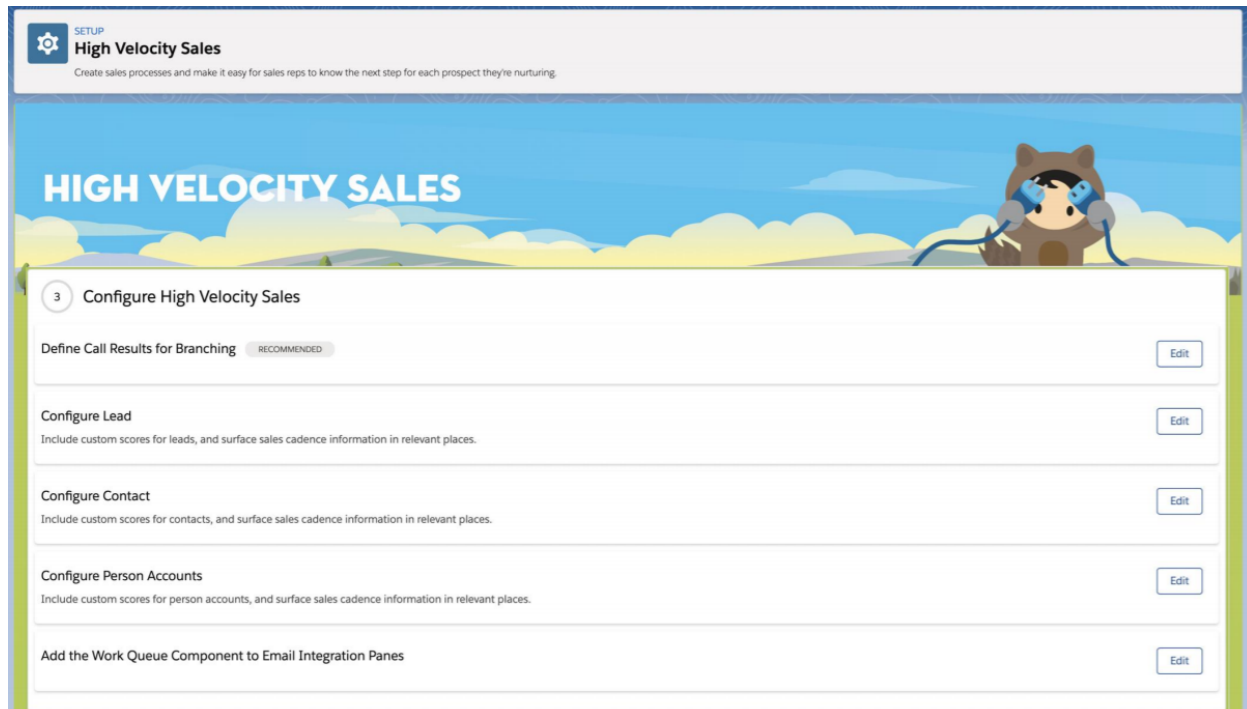 SETUP
High Velocity Sales
Create sales processes and make it easy for sales reps to know the next step for each prospect they're nurturing.
HIGH VELOCITY SALES
3 Configure High Velocity Sales
Define Call Results for Branching RECOMMENDED
Edit
Configure Lead
Include custom scores for leads, and surface sales cadence information in relevant places.
Edit
Configure Contact
Include custom scores for contacts, and surface sales cadence information in relevant places.
Edit
Configure Person Accounts
Include custom scores for person accounts, and surface sales cadence information in relevant places.
Edit
Add the Work Queue Component to Email Integration Panes
Edit